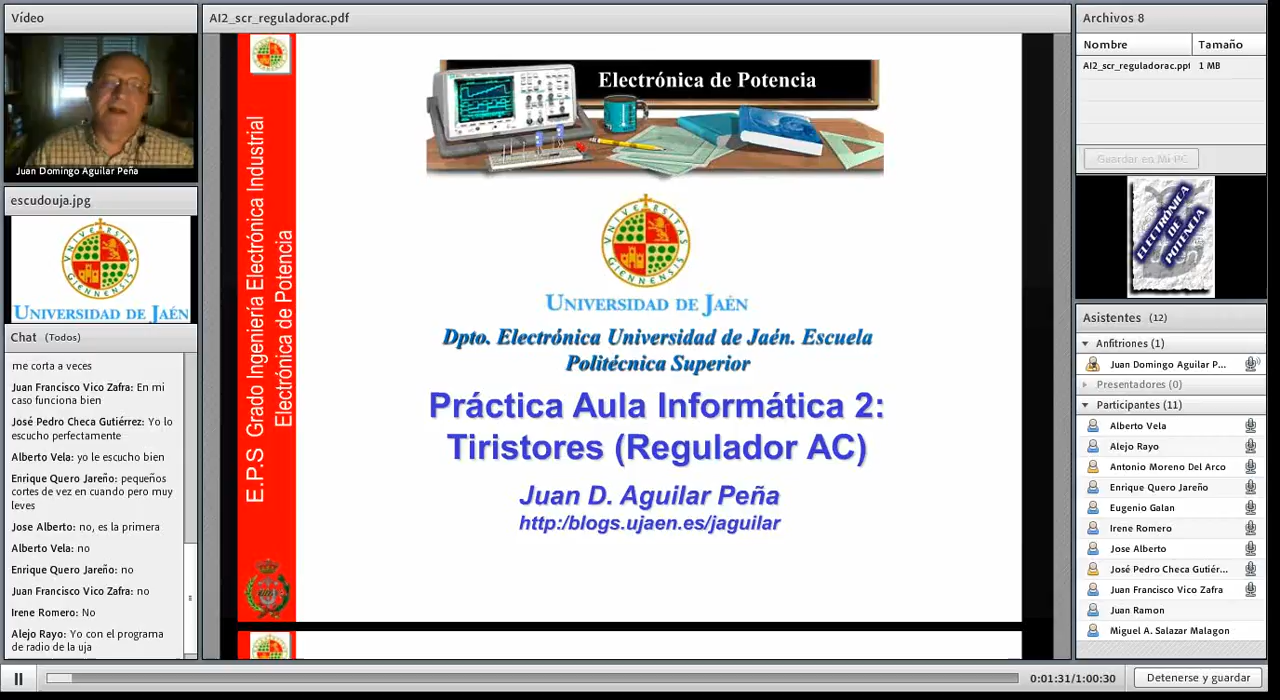 Vídeo
Juan Domingo Aguilar Peña
escudouja.jpg
UNIVERSITAS
GIENNENSIS
UNIVERSIDAD DE JAÉN
Chat (Todos)
me corta a veces
Juan Francisco Vico Zafra: En mi
caso funciona bien
José Pedro Checa Gutiérrez: Yo lo
escucho perfectamente
Alberto Vela: yo le escucho bien
Enrique Quero Jareño: pequeños
cortes de vez en cuando pero muy
leves
Jose Alberto: no, es la primera
Alberto Vela: no
Enrique Quero Jareño: no
Juan Francisco Vico Zafra: no
Irene Romero: No
Alejo Rayo: Yo con el programa
de radio de la uja
AI2_scr_reguladorac.pdf
E.P.S Grado Ingeniería Electrónica Industrial
Electrónica de Potencia
Electrónica de Potencia
UNIVERSITAS
GIENNENSIS
UNIVERSIDAD DE JAÉN
Dpto. Electrónica Universidad de Jaén. Escuela
Politécnica Superior
Práctica Aula Informática 2:
Tiristores (Regulador AC)
Juan D. Aguilar Peña
http:/blogs.ujaen.es/jaguilar
Archivos 8
Nombre
Tamaño
AI2_scr_reguladorac.ppt
1 MB
Guardar en Mi PC
ELECTRÓNICA
DE
POTENCIA
Asistentes (12)
Anfitriones (1)
Juan Domingo Aguilar P...
Presentadores (0)
Participantes (11)
Alberto Vela
Alejo Rayo
Antonio Moreno Del Arco
Enrique Quero Jareño
Eugenio Galan
Irene Romero
Jose Alberto
José Pedro Checa Gutiér...
Juan Francisco Vico Zafra
Juan Ramon
Miguel A. Salazar Malagon
0:01:31/1:00:30
Detenerse y guardar